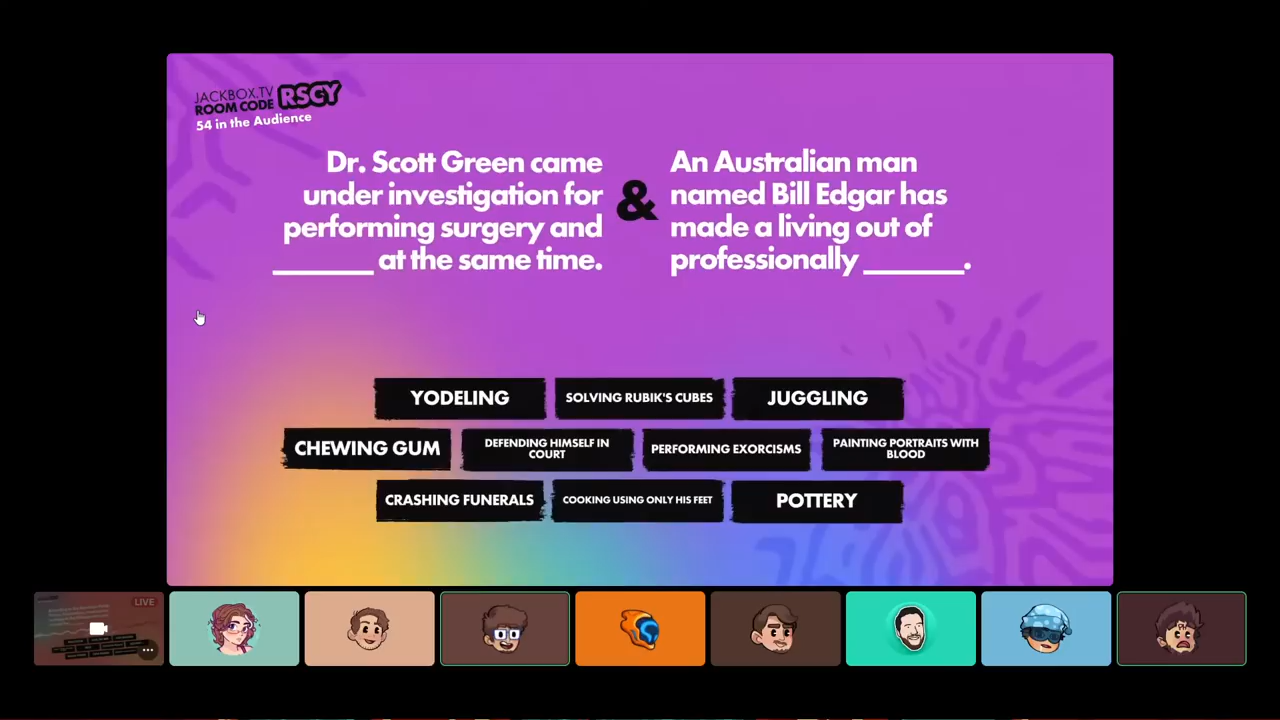 JACKBOX.TV
ROOM CODE RSCY
54 in the Audience
Dr. Scott Green came
under investigation for
performing surgery and
_______ at the same time.
&
An Australian man
named Bill Edgar has
made a living out of
professionally _______.
YODELING
SOLVING RUBIK'S CUBES
JUGGLING
CHEWING GUM
DEFENDING HIMSELF IN
COURT
PERFORMING EXORCISMS
PAINTING PORTRAITS WITH
BLOOD
CRASHING FUNERALS
COOKING USING ONLY HIS FEET
POTTERY
LIVE